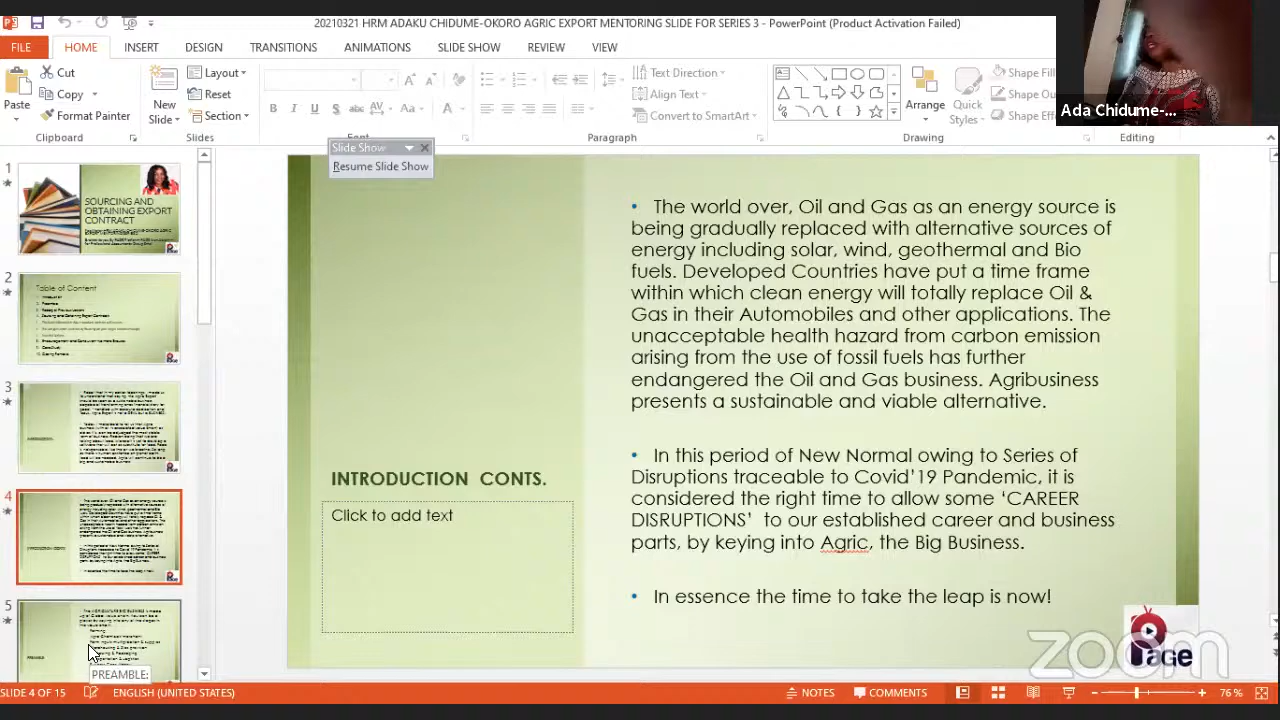 20210321 HRM ADAKU CHIDUME-OKORO AGRIC EXPORT MENTORING SLIDE FOR SERIES 3 - PowerPoint (Product Activation Failed)
FILE HOME INSERT DESIGN TRANSITIONS ANIMATIONS SLIDE SHOW REVIEW VIEW
Ada Chidume-...
Paste
Cut
Copy
Format Painter
Clipboard
New
Slide
Layout
Reset
Section
Slides
Font
Text Direction
Align Text
Convert to SmartArt
Paragraph
Arrange
Quick
Styles
Shape Fill
Shape Ou
Shape Effe
Drawing
Editing
Slide Show
Resume Slide Show
1
SOURCING AND
OBTAINING EXPORT
CONTRACT
2
Table of Content
3
4
5
PREAMBLE:
INTRODUCTION CONTS.
Click to add text
• The world over, Oil and Gas as an energy source is
being gradually replaced with alternative sources of
energy including solar, wind, geothermal and Bio
fuels. Developed Countries have put a time frame
within which clean energy will totally replace Oil &
Gas in their Automobiles and other applications. The
unacceptable health hazard from carbon emission
arising from the use of fossil fuels has further
endangered the Oil and Gas business. Agribusiness
presents a sustainable and viable alternative.
• In this period of New Normal owing to Series of
Disruptions traceable to Covid'19 Pandemic, it is
considered the right time to allow some 'CAREER
DISRUPTIONS' to our established career and business
parts, by keying into Agric, the Big Business.
• In essence the time to take the leap is now!
Page
zoom
SLIDE 4 OF 15 ENGLISH (UNITED STATES) NOTES COMMENTS 76 %